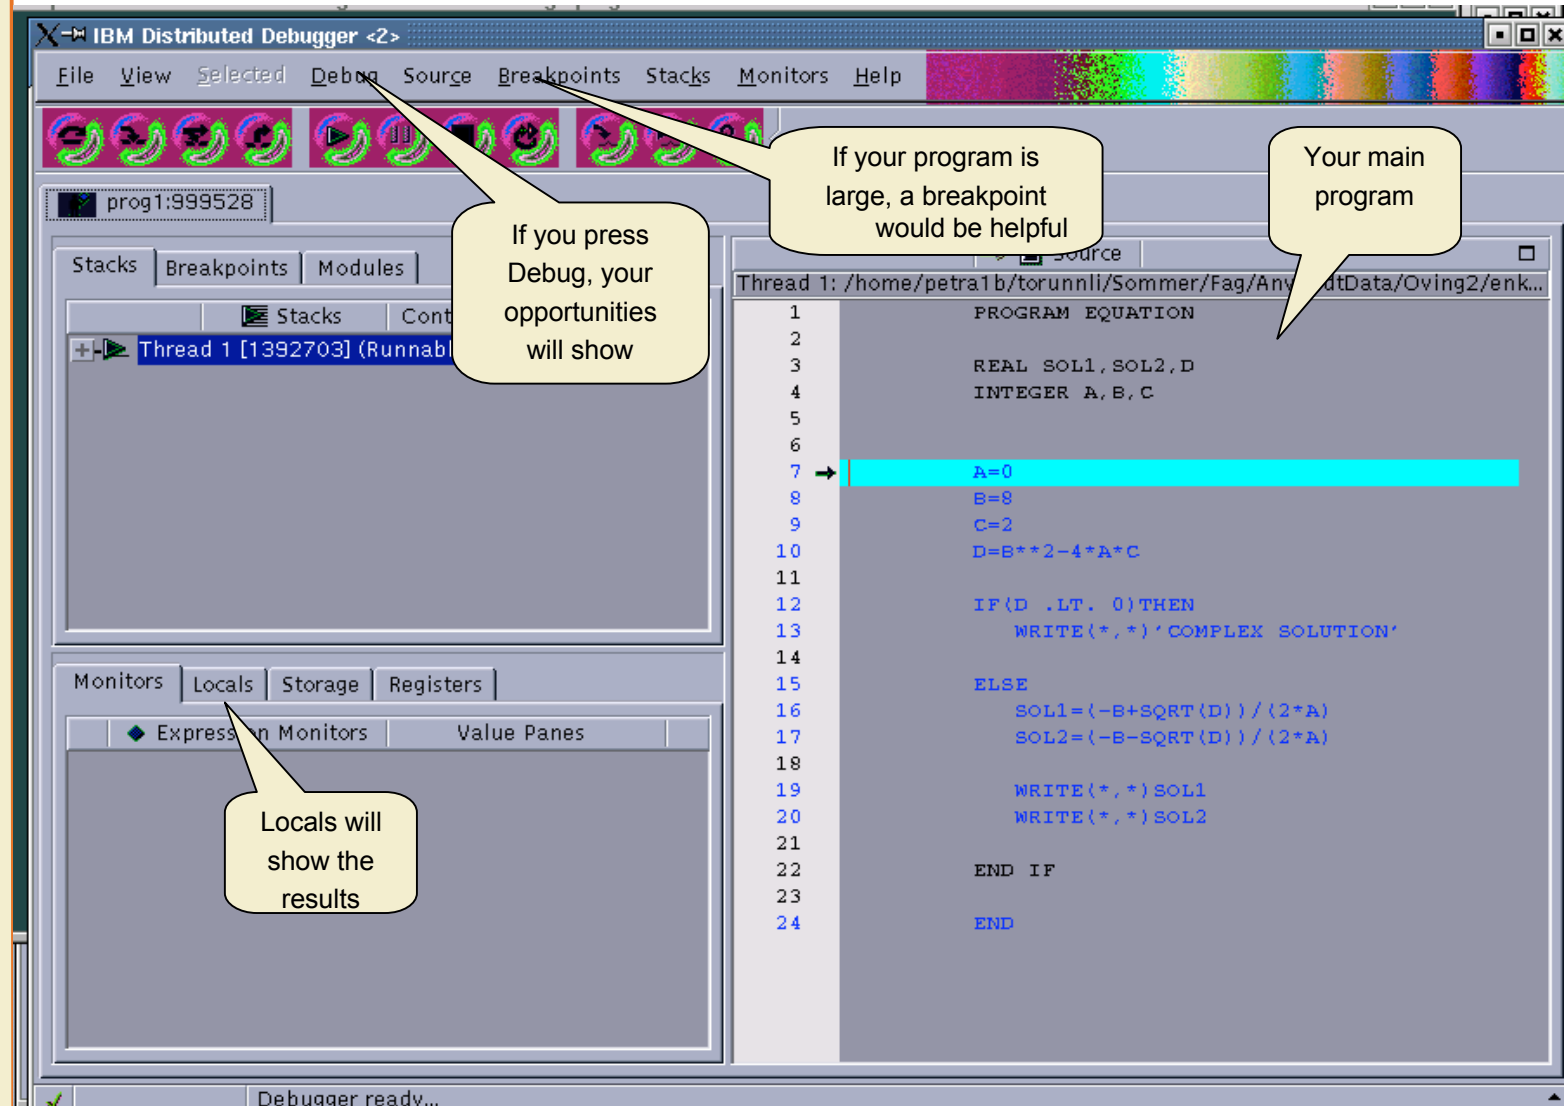 IBM Distributed Debugger <2>
File View Selected Debug Source Breakpoints Stacks Monitors Help
If your program is
large, a breakpoint
would be helpful
Your main
program
prog1:999528
If you press
Debug, your
opportunities
will show
Stacks Breakpoints Modules
Stacks
Thread 1 [1392703]
Source
Thread 1: /home/petra1b/torunnli/Sommer/Fag/ dtData/Oving2/enk...
1 PROGRAM EQUATION
2
3 REAL SOL1,SOL2,D
4 INTEGER A,B,C
5
6
7 A=0
8 B=8
9 C=2
10 D=B**2-4*A*C
11
12 IF(D .LT. 0)THEN
13 WRITE(*,*)'COMPLEX SOLUTION'
14
15 ELSE
16 SOL1=(-B+SQRT(D))/(2*A)
17 SOL2=(-B-SQRT(D))/(2*A)
18
19 WRITE(*,*)SOL1
20 WRITE(*,*)SOL2
21
22 END IF
23
24 END
Monitors Locals Storage Registers
Expression Monitors Value Panes
Locals will
show the
results
Debugger ready...